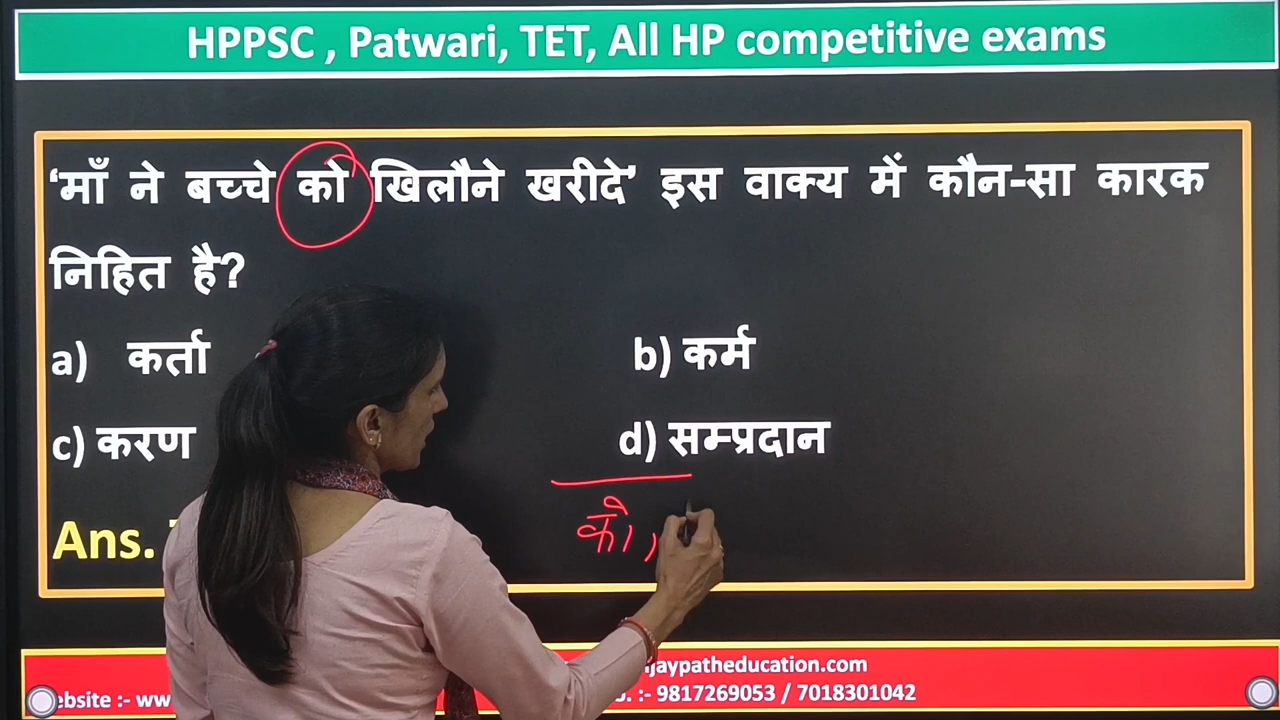 HPPSC , Patwari, TET, All HP competitive exams
‘माँ ने बच्चे को खिलौने खरीदे’ इस वाक्य में कौन-सा कारक
निहित है?
a) कर्ता
b) कर्म
c) करण
d) सम्प्रदान
को,
Ans.
jaypatheducation.com
ebsite :- ww
:- 9817269053 / 7018301042